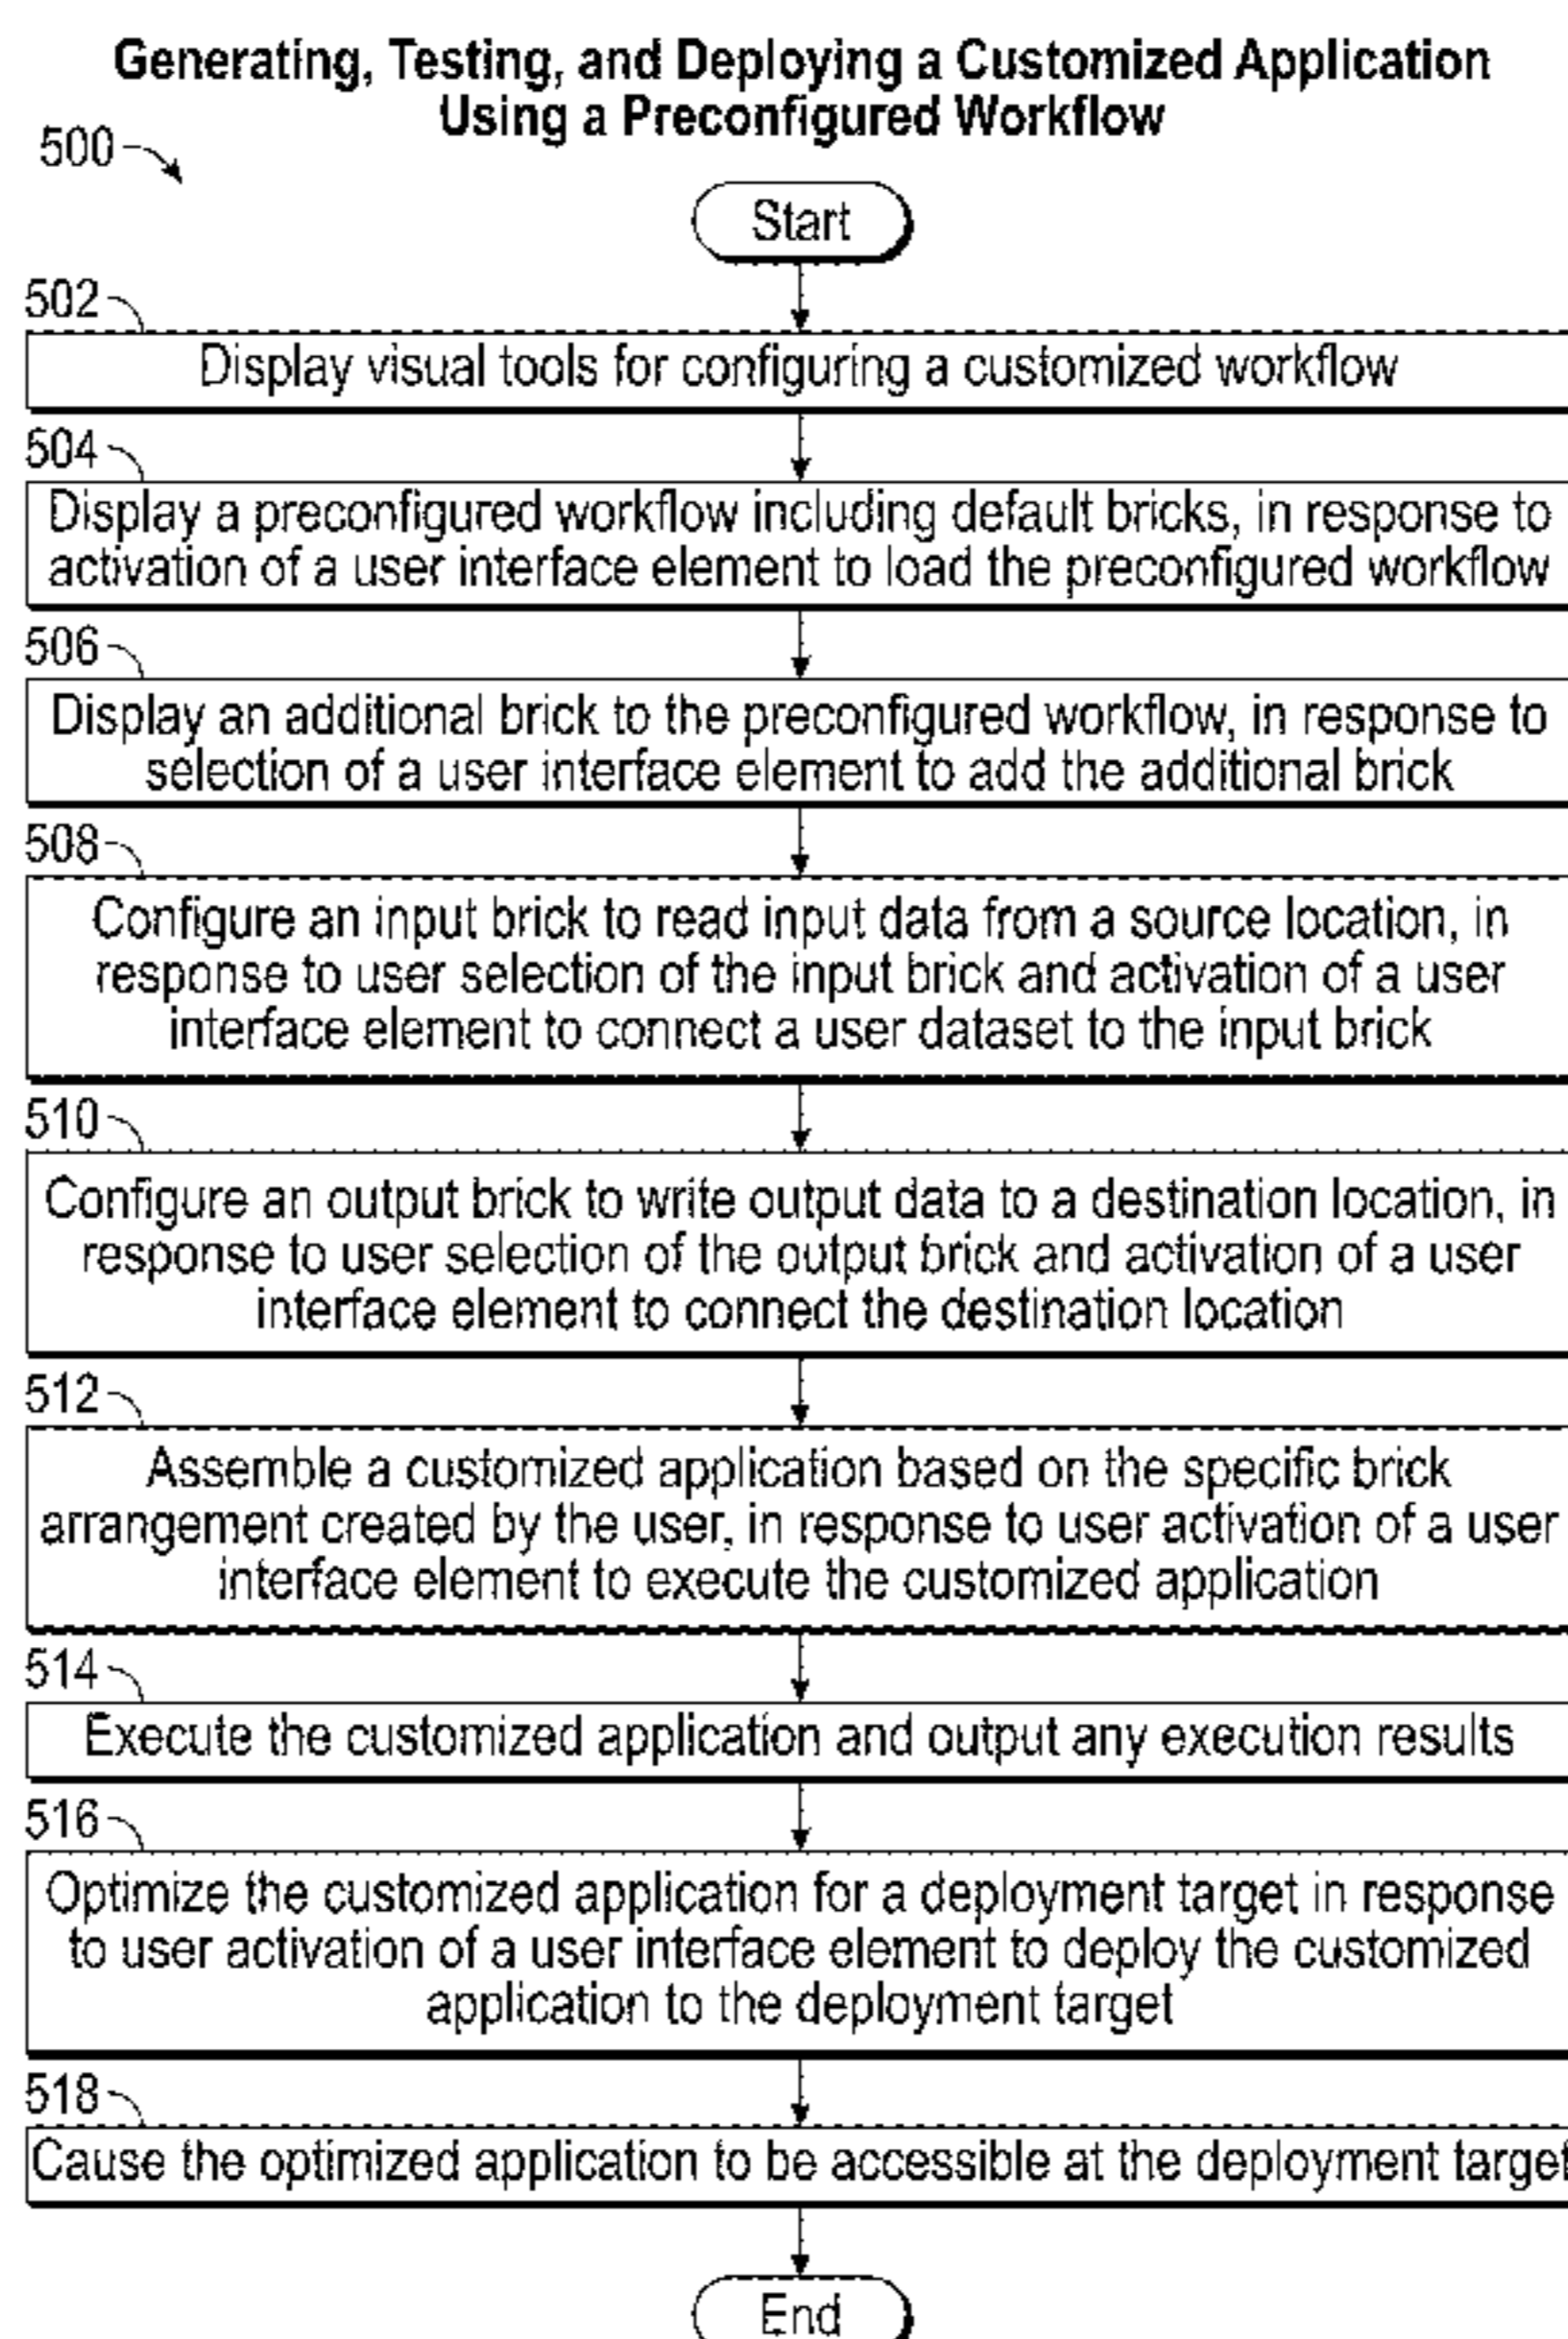 Generating, Testing, and Deploying a Customized Application
Using a Preconfigured Workflow
500
Start
502
Display visual tools for configuring a customized workflow
504
Display a preconfigured workflow including default bricks, in response to
activation of a user interface element to load the preconfigured workflow
506
Display an additional brick to the preconfigured workflow, in response to
selection of a user interface element to add the additional brick
508
Configure an input brick to read input data from a source location, in
response to user selection of the input brick and activation of a user
interface element to connect a user dataset to the input brick
510
Configure an output brick to write output data to a destination location, in
response to user selection of the output brick and activation of a user
interface element to connect the destination location
512
Assemble a customized application based on the specific brick
arrangement created by the user, in response to user activation of a user
interface element to execute the customized application
514
Execute the customized application and output any execution results
516
Optimize the customized application for a deployment target in response
to user activation of a user interface element to deploy the customized
application to the deployment target
518
Cause the optimized application to be accessible at the deployment target
End